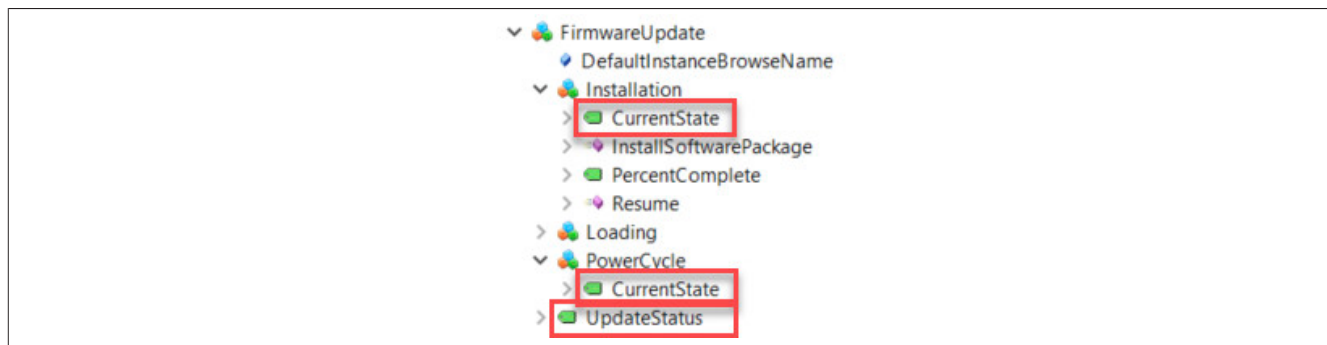 FirmwareUpdate
DefaultInstanceBrowseName
Installation
CurrentState
InstallSoftwarePackage
PercentComplete
Resume
Loading
PowerCycle
CurrentState
UpdateStatus